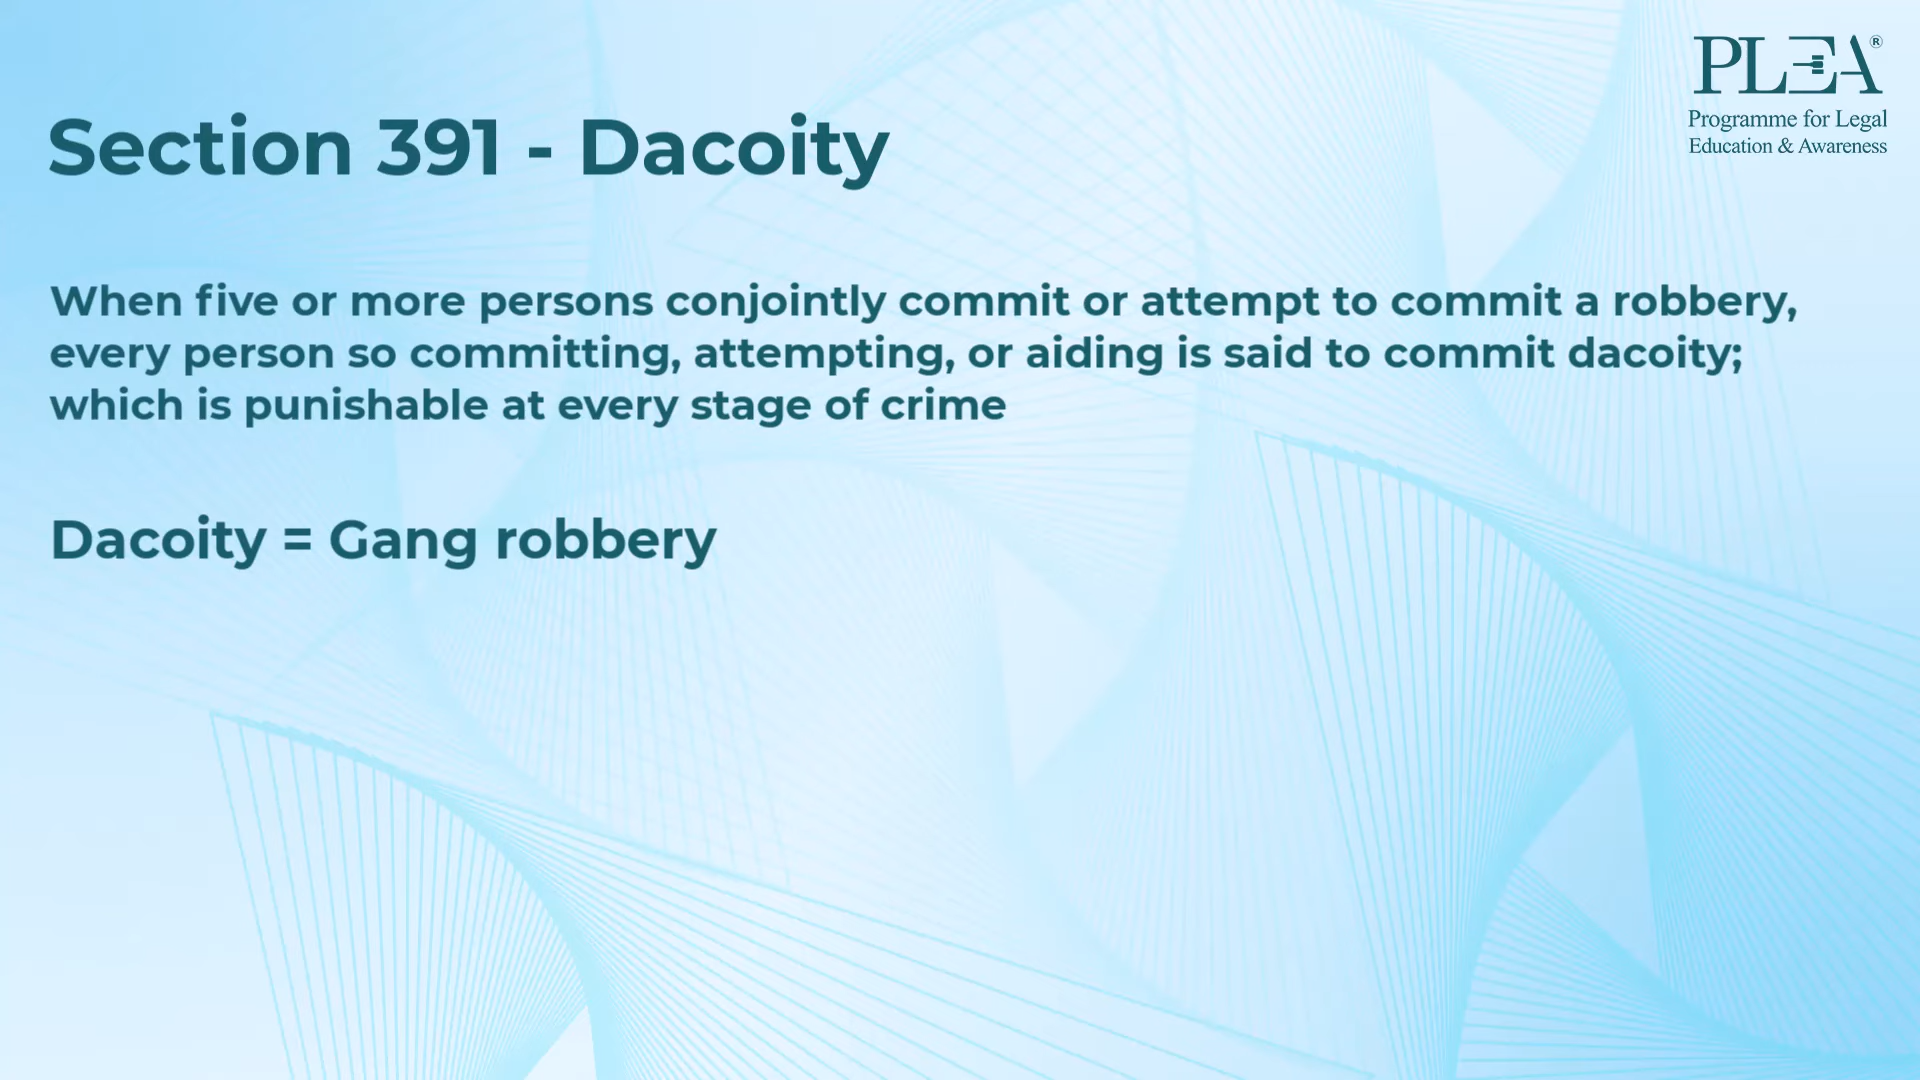 PLEA®
Programme for Legal
Education & Awareness
Section 391 - Dacoity
When five or more persons conjointly commit or attempt to commit a robbery,
every person so committing, attempting, or aiding is said to commit dacoity;
which is punishable at every stage of crime
Dacoity = Gang robbery